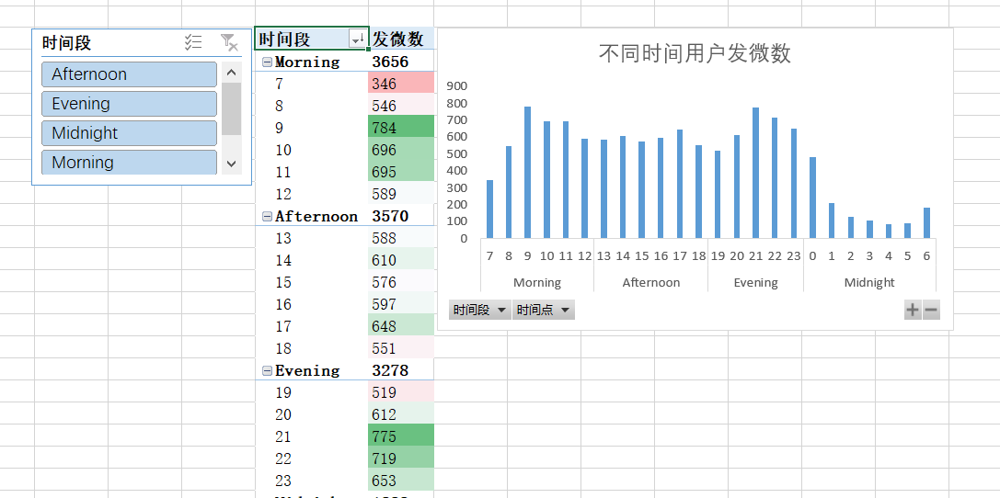 时间段
Afternoon
Evening
Midnight
Morning
时间段 发微数
Morning 3656
7 346
8 546
9 784
10 696
11 695
12 589
Afternoon 3570
13 588
14 610
15 576
16 597
17 648
18 551
Evening 3278
19 519
20 612
21 775
22 719
23 653
不同时间用户发微数
900
800
700
600
500
400
300
200
100
0
7 8 9 10 11 12 13 14 15 16 17 18 19 20 21 22 23 0 1 2 3 4 5 6
Morning Afternoon Evening Midnight
时间段 时间点